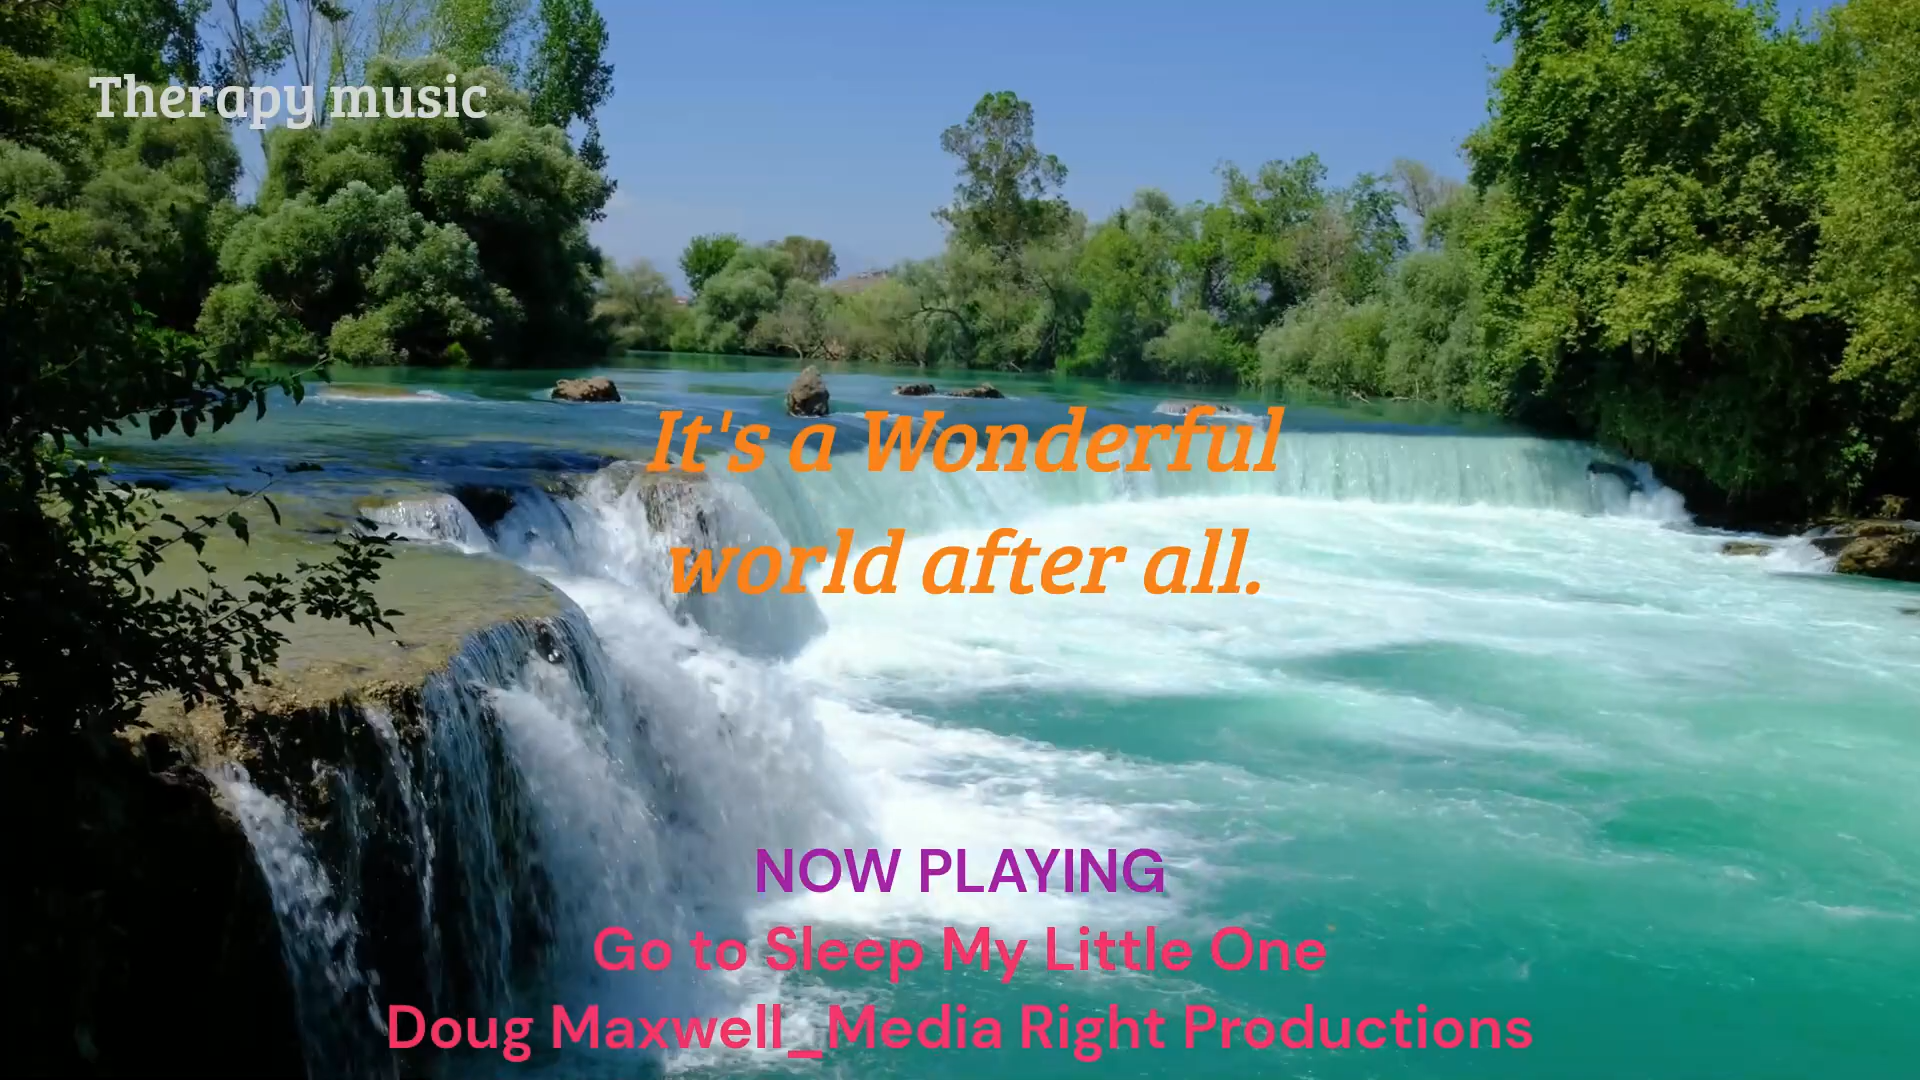 Therapy music
It's a Wonderful
world after all.
NOW PLAYING
Go to Sleep My Little One
Doug Maxwell_Media Right Productions